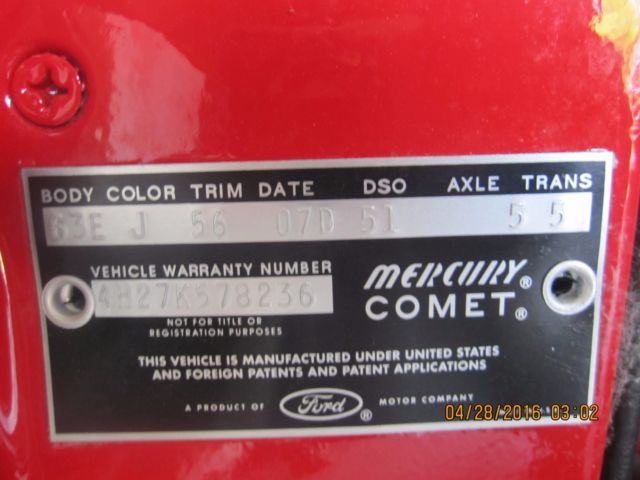 BODY COLOR TRIM DATE DSO AXLE TRANS
63E J 56 07D 51 5 5
VEHICLE WARRANTY NUMBER
4H27K578236
NOT FOR TITLE OR
REGISTRATION PURPOSES
MERCURY®
COMET®
THIS VEHICLE IS MANUFACTURED UNDER UNITED STATES
AND FOREIGN PATENTS AND PATENT APPLICATIONS
A PRODUCT OF Ford ® MOTOR COMPANY
04/28/2016 03:02